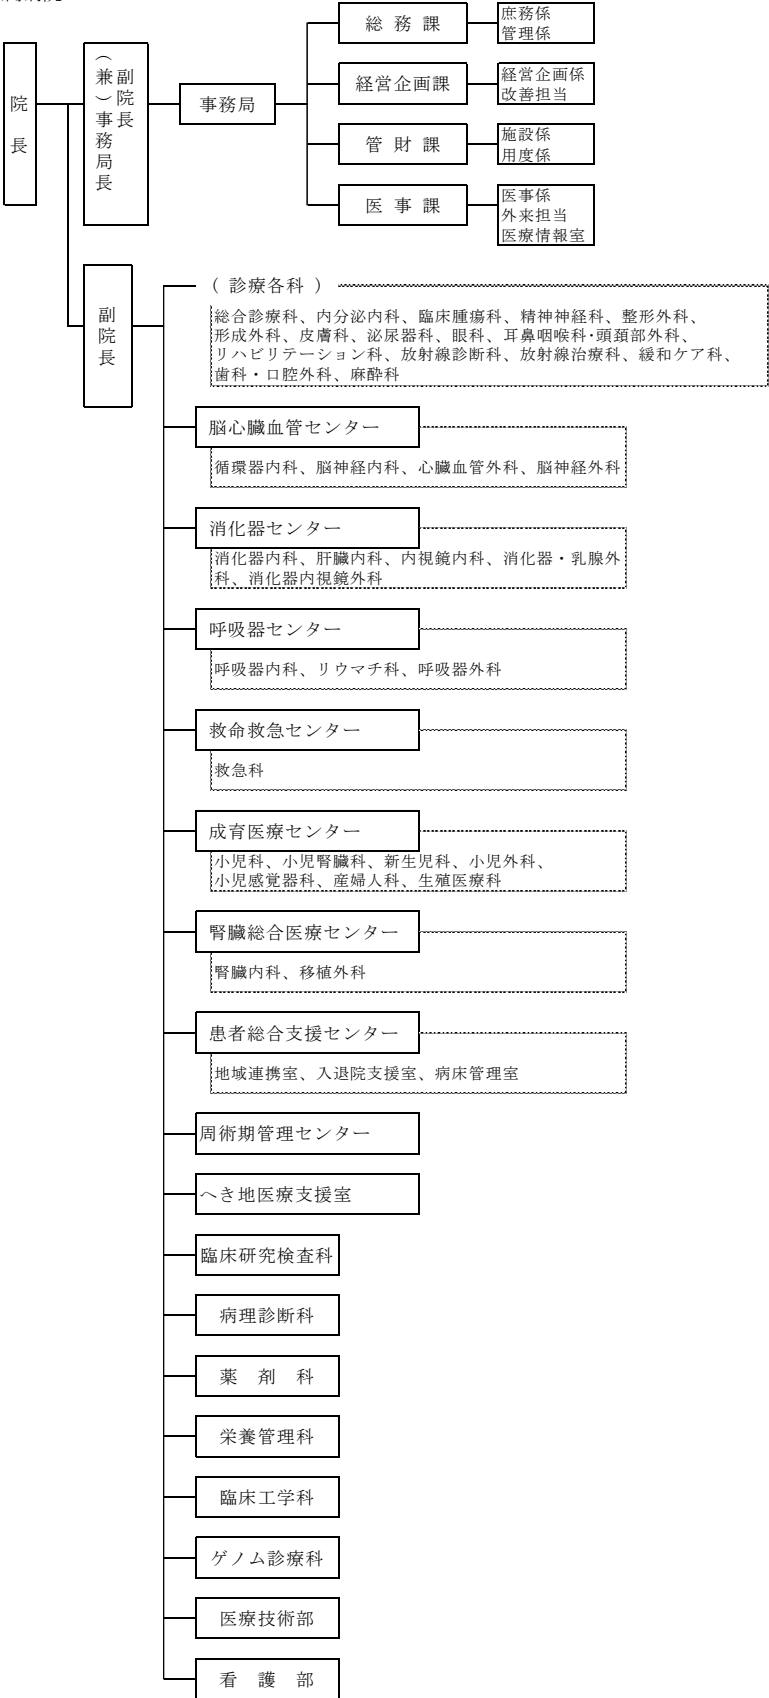 院長
副院長
（兼）事務局長
事務局
総務課
庶務係
管理係
経営企画課
経営企画係
改善担当
管財課
施設係
用度係
医事課
医事係
外来担当
医療情報室
副院長
（ 診療各科 ）
総合診療科、内分泌内科、臨床腫瘍科、精神神経科、整形外科、
形成外科、皮膚科、泌尿器科、眼科、耳鼻咽喉科・頭頚部外科、
リハビリテーション科、放射線診断科、放射線治療科、緩和ケア科、
歯科・口腔外科、麻酔科
脳心臓血管センター
循環器内科、脳神経内科、心臓血管外科、脳神経外科
消化器センター
消化器内科、肝臓内科、内視鏡内科、消化器・乳腺外
科、消化器内視鏡外科
呼吸器センター
呼吸器内科、リウマチ科、呼吸器外科
救命救急センター
救急科
成育医療センター
小児科、小児腎臓科、新生児科、小児外科、
小児感覚器科、産婦人科、生殖医療科
腎臓総合医療センター
腎臓内科、移植外科
患者総合支援センター
地域連携室、入退院支援室、病床管理室
周術期管理センター
へき地医療支援室
臨床研究検査科
病理診断科
薬剤科
栄養管理科
臨床工学科
ゲノム診療科
医療技術部
看護部